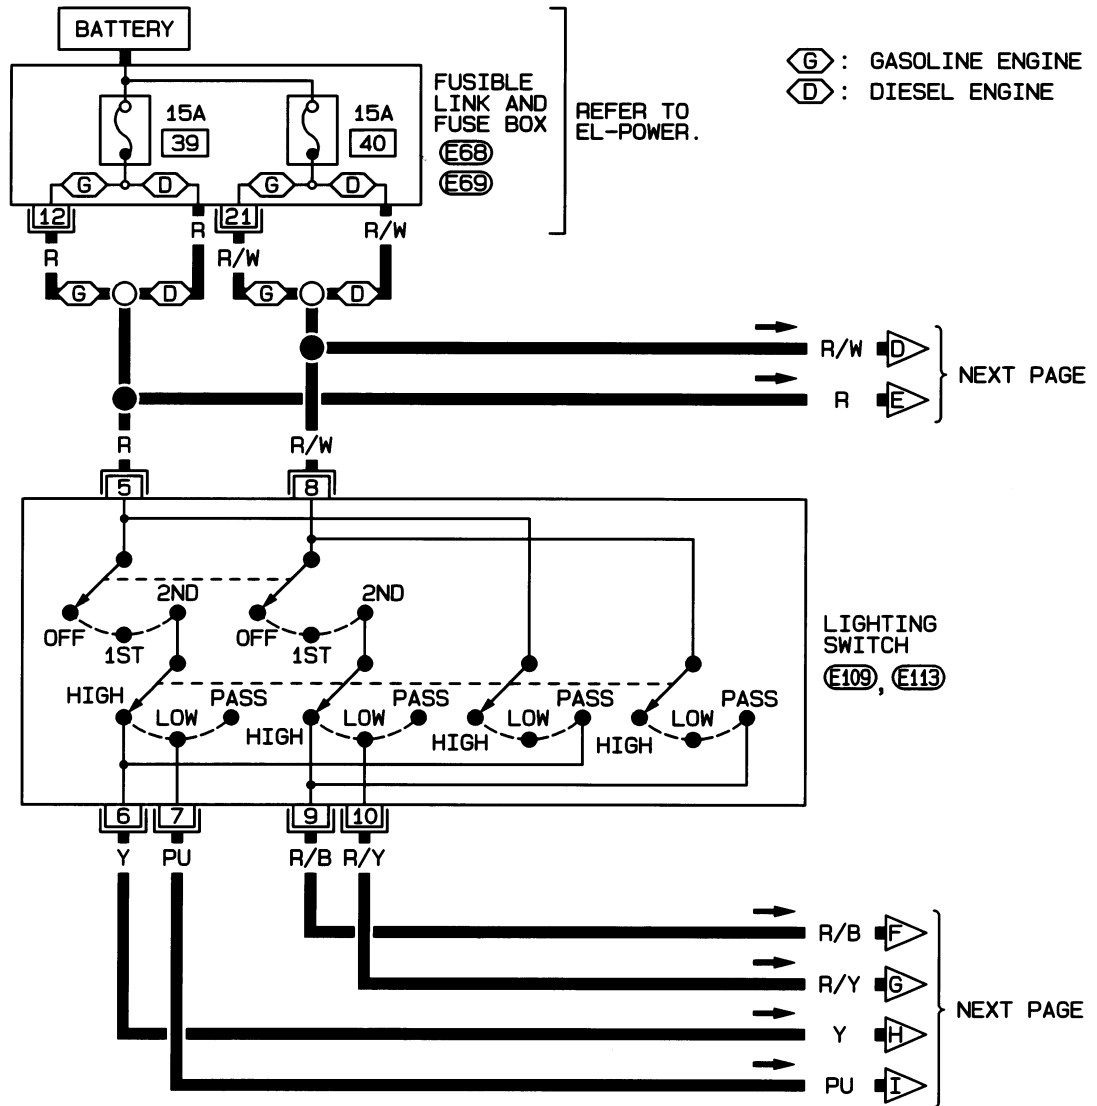 BATTERY
G : GASOLINE ENGINE
D : DIESEL ENGINE
FUSIBLE
LINK AND
FUSE BOX
E68
E69
REFER TO
EL-POWER.
15A
39
15A
40
G
D
G
D
12
R
21
R/W
R
R/W
G
D
G
D
R/W
D
R
E
NEXT PAGE
R
R/W
5
8
2ND
2ND
OFF
1ST
OFF
1ST
LIGHTING
SWITCH
E109, E113
HIGH
LOW
PASS
HIGH
LOW
PASS
HIGH
LOW
PASS
HIGH
LOW
PASS
6
7
9
10
Y
PU
R/B
R/Y
R/B
F
R/Y
G
Y
H
PU
I
NEXT PAGE